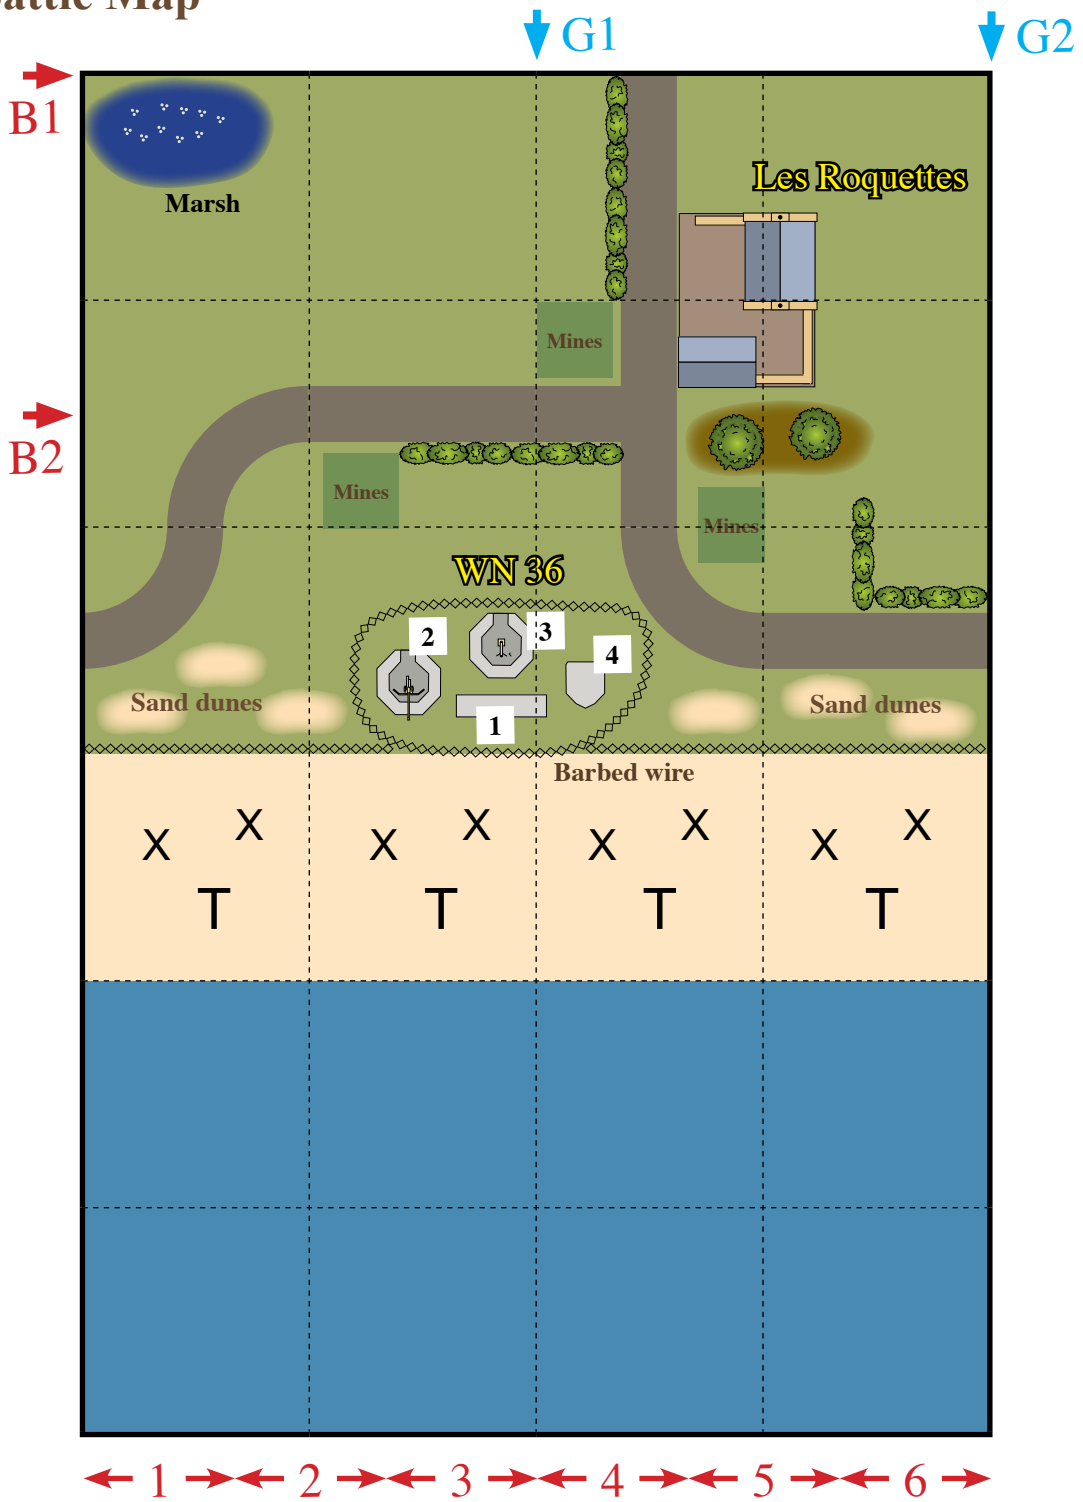 Map
G1
G2
B1
Marsh
Les Roquettes
Mines
B2
Mines
Mines
WN 36
2
3
4
1
Sand dunes
Sand dunes
Barbed wire
X X X X X X X X
T T T T
1 2 3 4 5 6